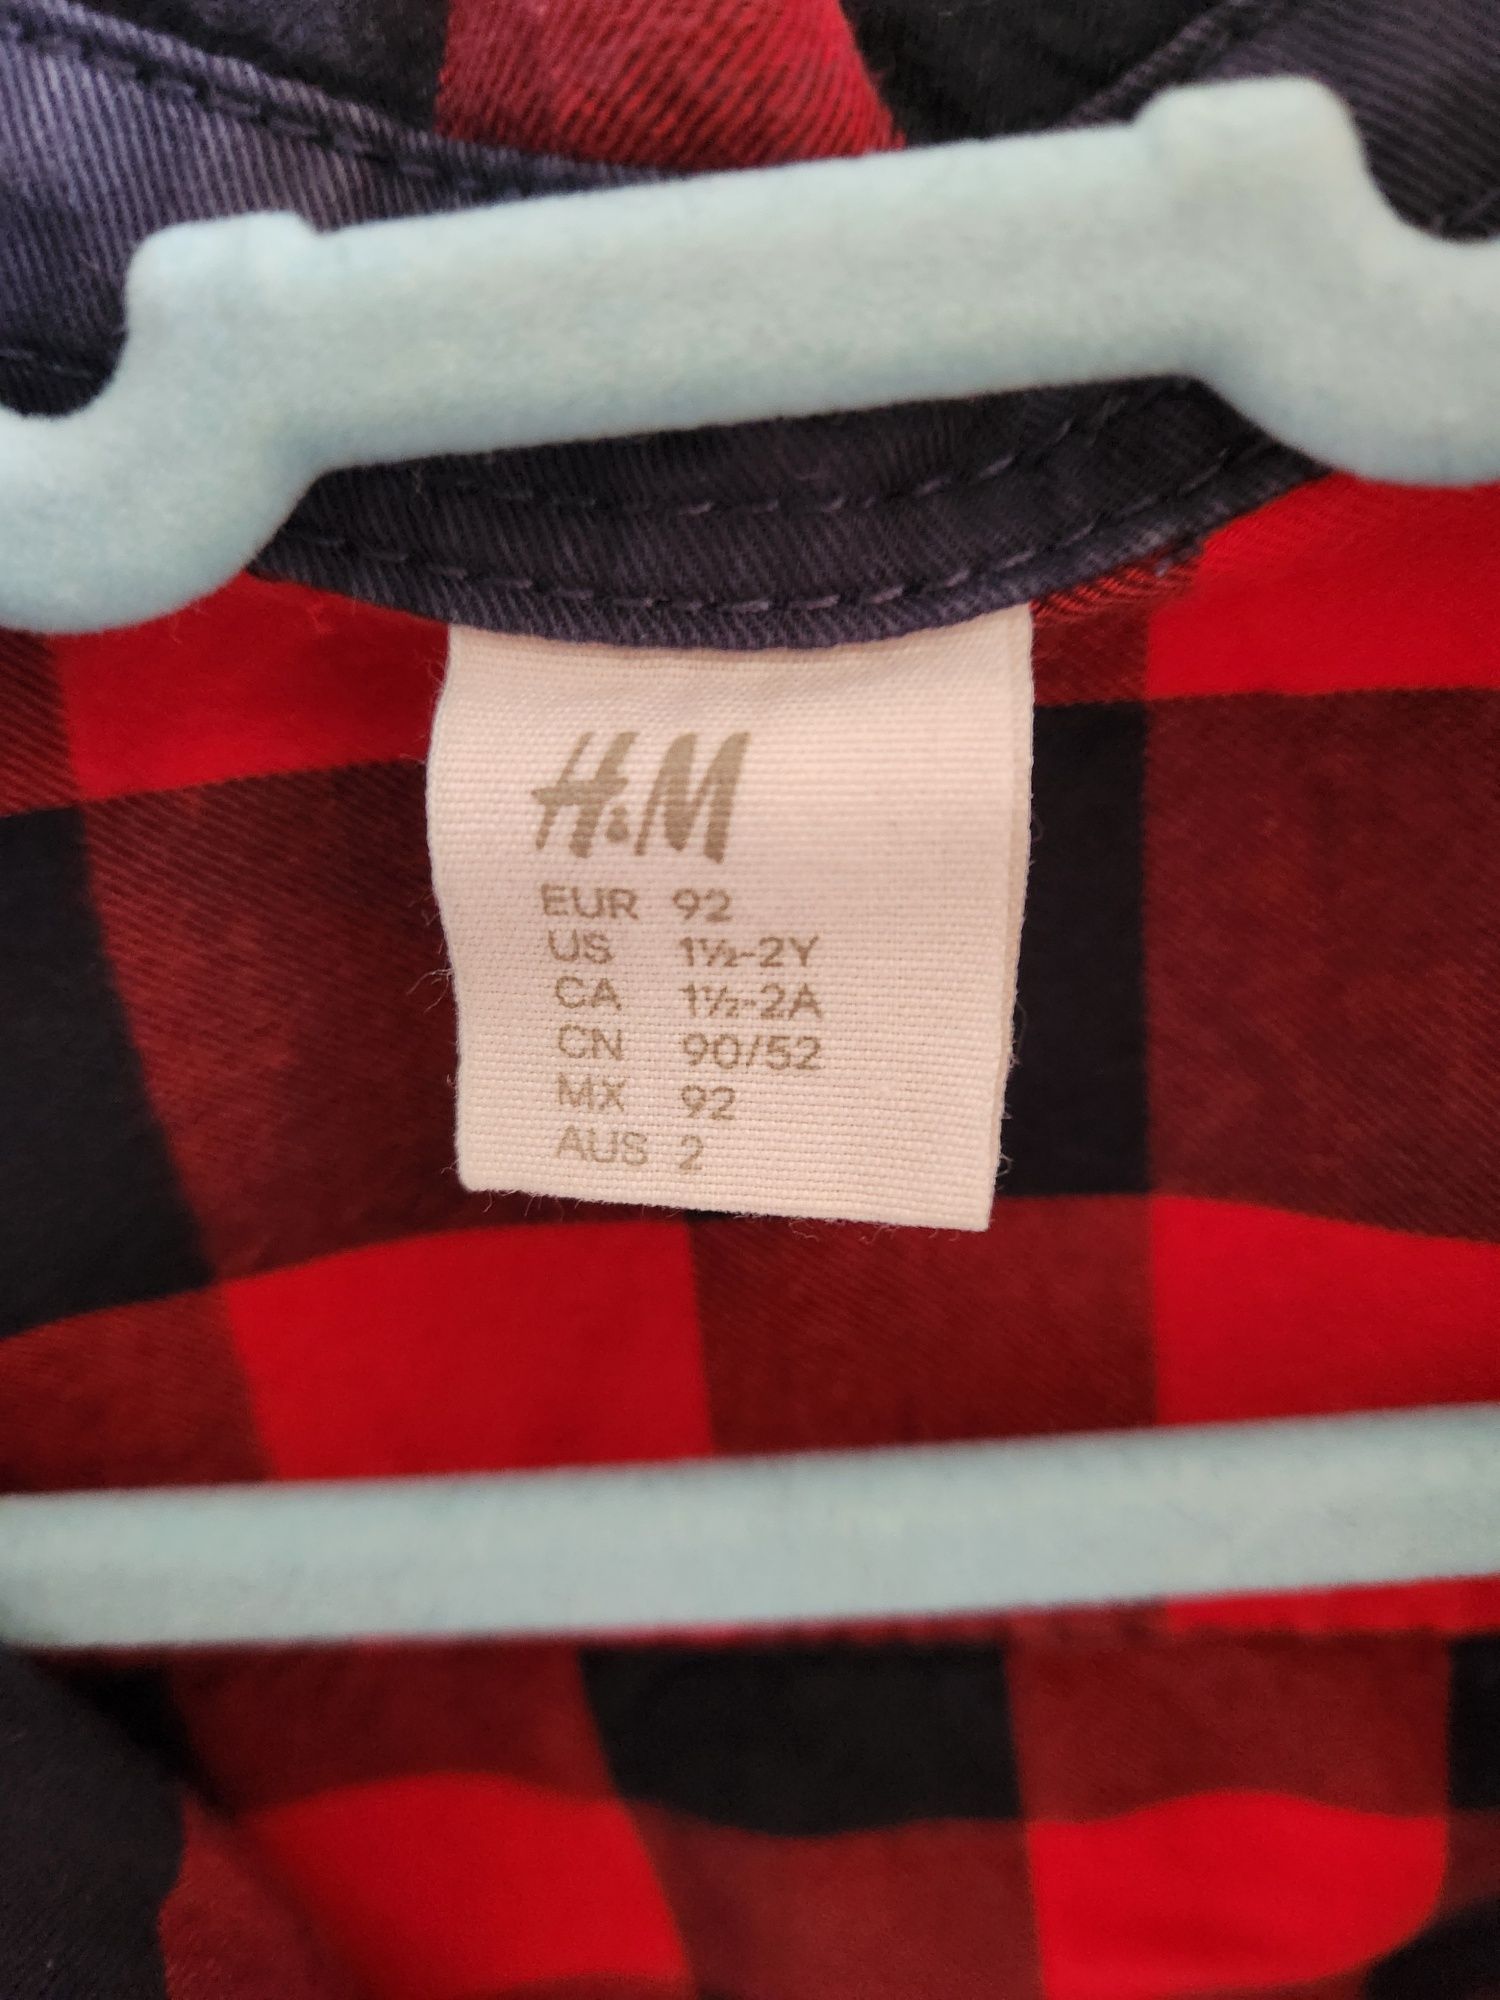 H&M
EUR 92
US 1½-2Y
CA 1½-2A
CN 90/52
MX 92
AUS 2